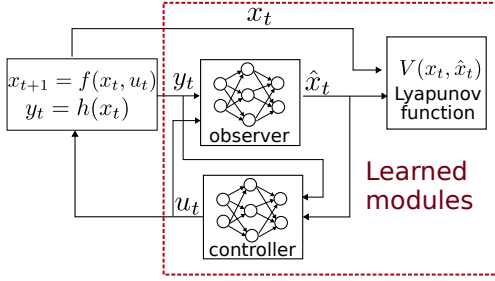 x_t
x_{t+1} = f(x_t, u_t)
y_t = h(x_t)
y_t
observer
x̂_t
V(x_t, x̂_t)
Lyapunov
function
Learned
modules
u_t
controller